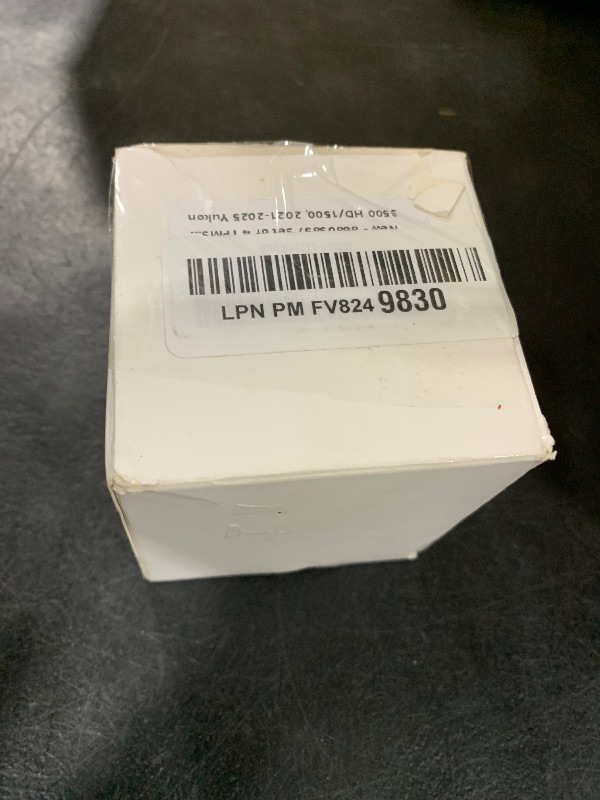 LPN PM FV824 9830
New - Set of 4 TPMS...
3500 HD/1500, 2021-2025 Yukon